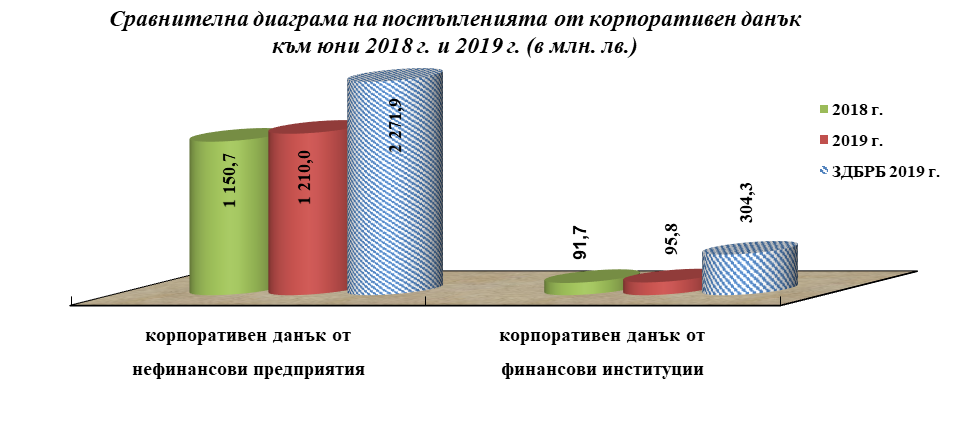 Сравнителна диаграма на постъпленията от корпоративен данък
към юни 2018 г. и 2019 г. (в млн. лв.)
1 150,7
1 210,0
2 271,9
91,7
95,8
304,3
2018 г.
2019 г.
ЗДБРБ 2019 г.
корпоративен данък от
нефинансови предприятия
корпоративен данък от
финансови институции